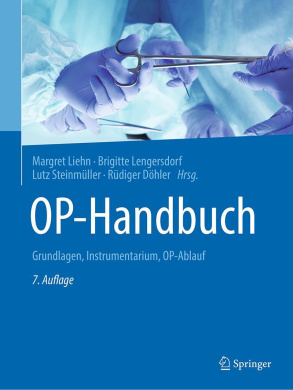 Margret Liehn · Brigitte Lengersdorf
Lutz Steinmüller · Rüdiger Döhler Hrsg.
OP-Handbuch
Grundlagen, Instrumentarium, OP-Ablauf
7. Auflage
Springer